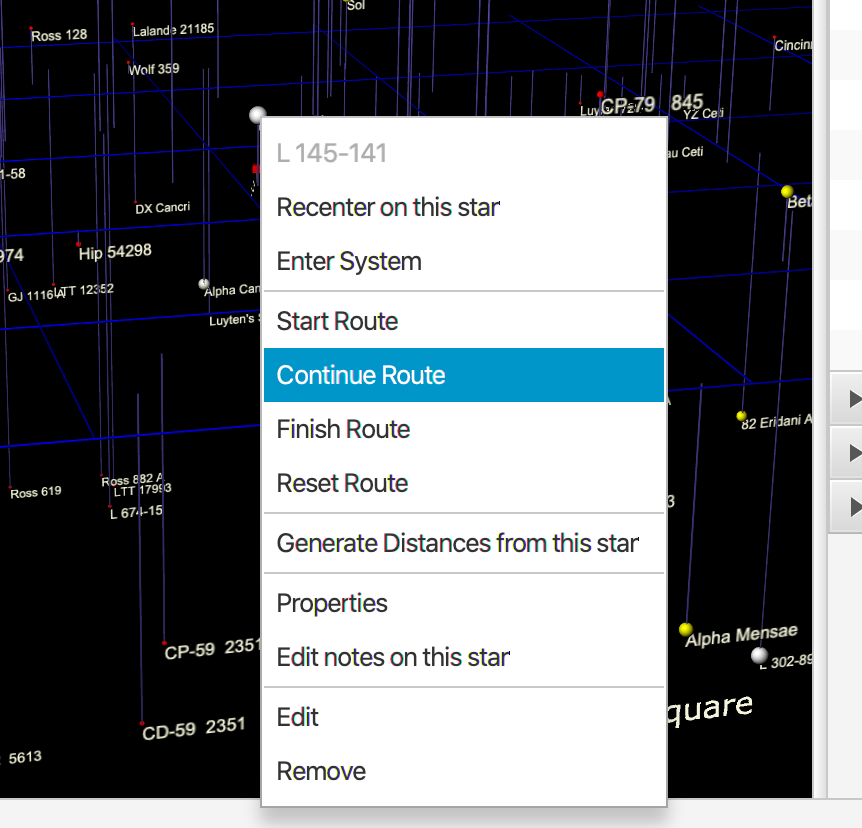 Sol
Ross 128
Lalande 21185
Cincin
Wolf 359
CP-79 845
YZ Ceti
au Ceti
L 145-141
1-58
Recenter on this star
Bet
DX Cancri
974
Hip 54298
Enter System
GJ 1116 A
LTT 12352
Alpha Can
Luyten's
Start Route
Continue Route
82 Eridani A
Finish Route
Ross 882 A
Ross 619
LTT 17993
Reset Route
L 674-15
3
Generate Distances from this star
Properties
CP-59 2351
Alpha Mensae
Edit notes on this star
L 302-89
quare
Edit
CD-59 2351
5613
Remove